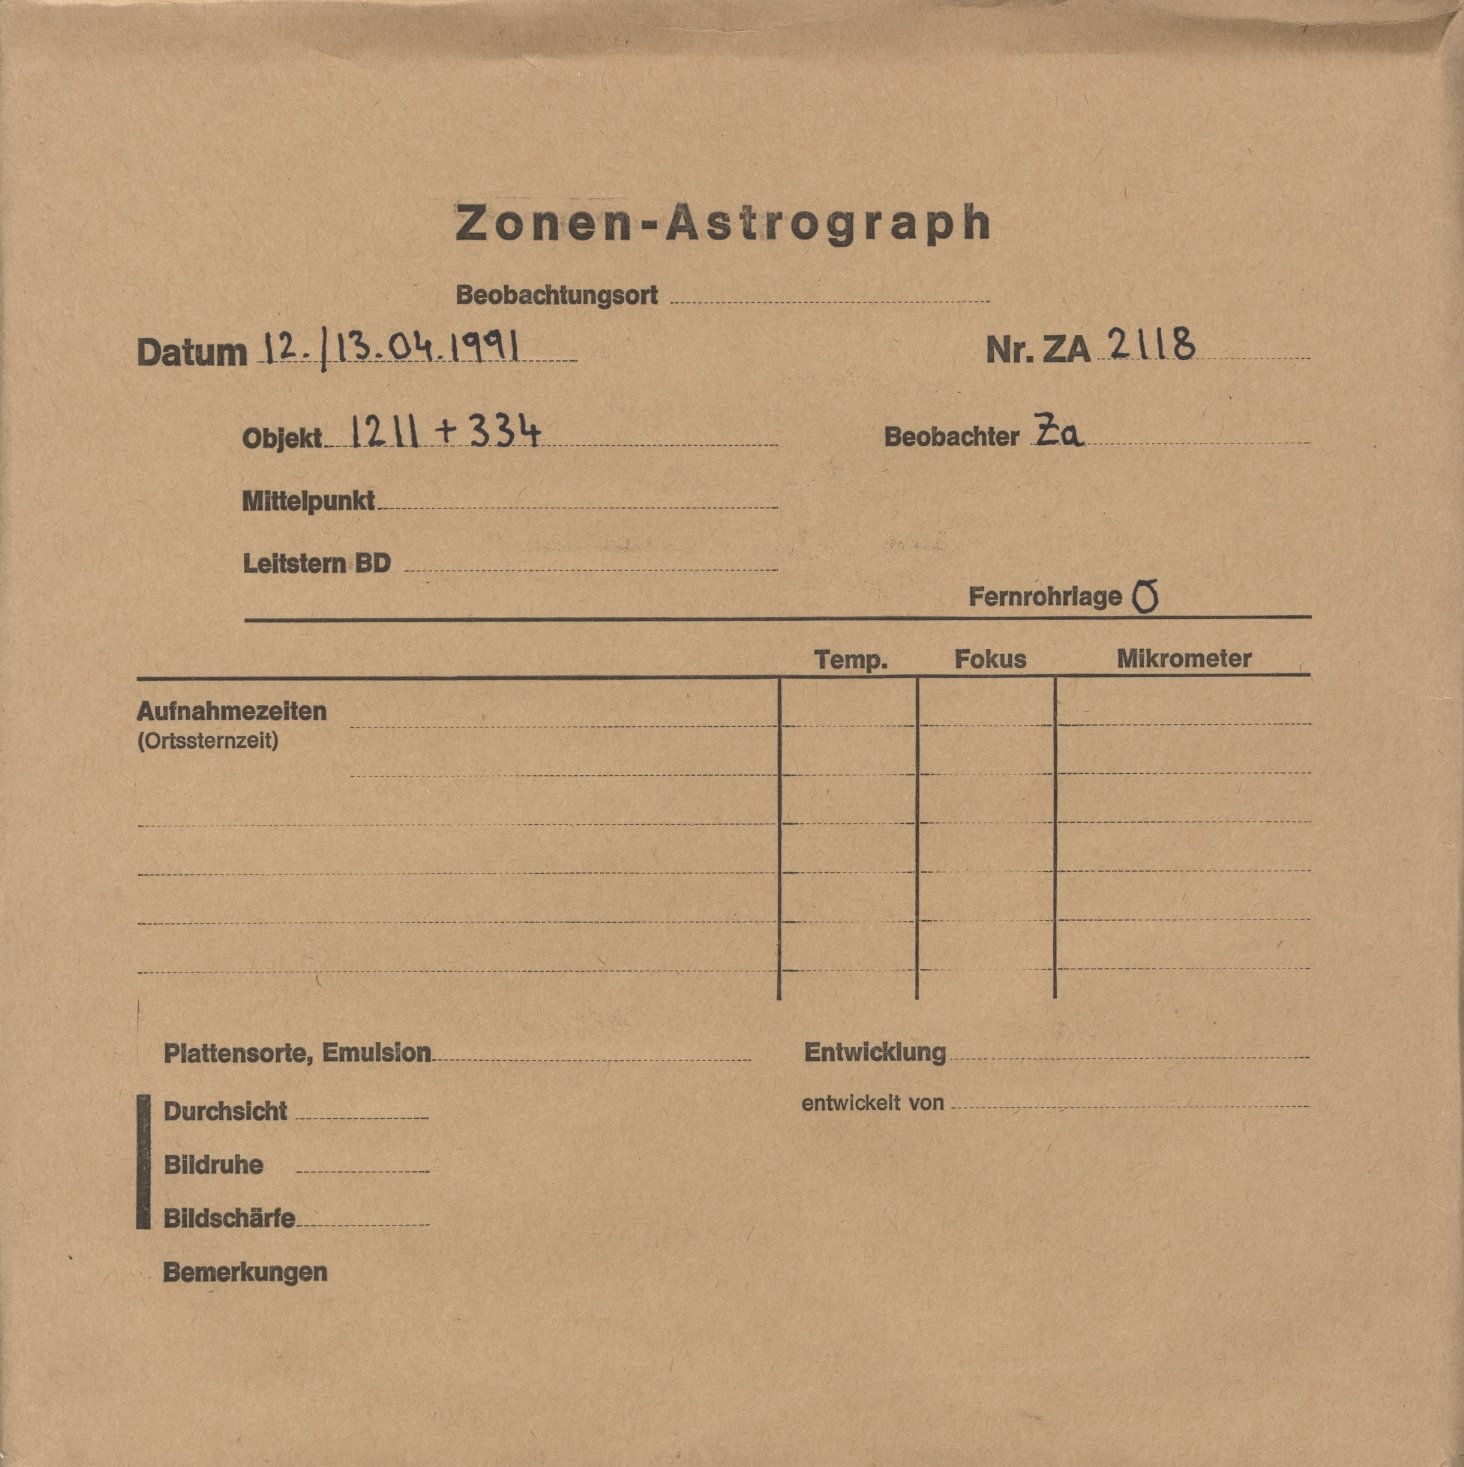 Zonen-Astrograph
Beobachtungsort
Datum 12./13.04.1991 Nr. ZA 2118
Objekt 1211+334 Beobachter Za
Mittelpunkt
Leitstern BD
Fernrohrlage O
Temp. Fokus Mikrometer
Aufnahmezeiten
(Ortssternzeit)
Plattensorte, Emulsion Entwicklung
Durchsicht entwickelt von
Bildruhe
Bildschärfe
Bemerkungen